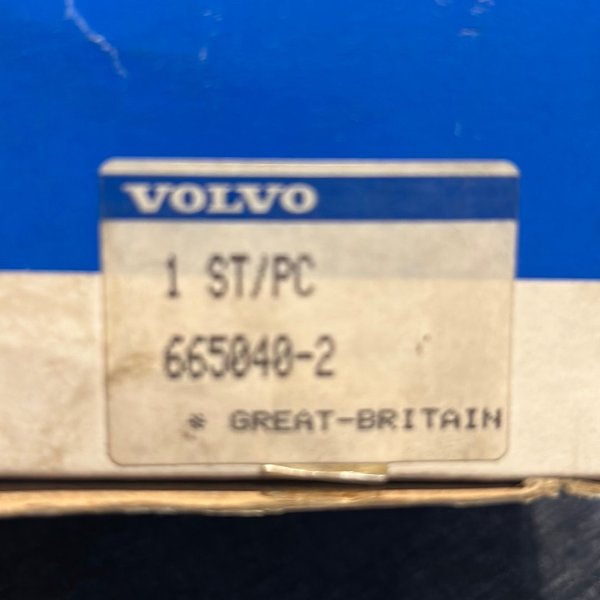 VOLVO
1 ST/PC
665040-2
* GREAT-BRITAIN